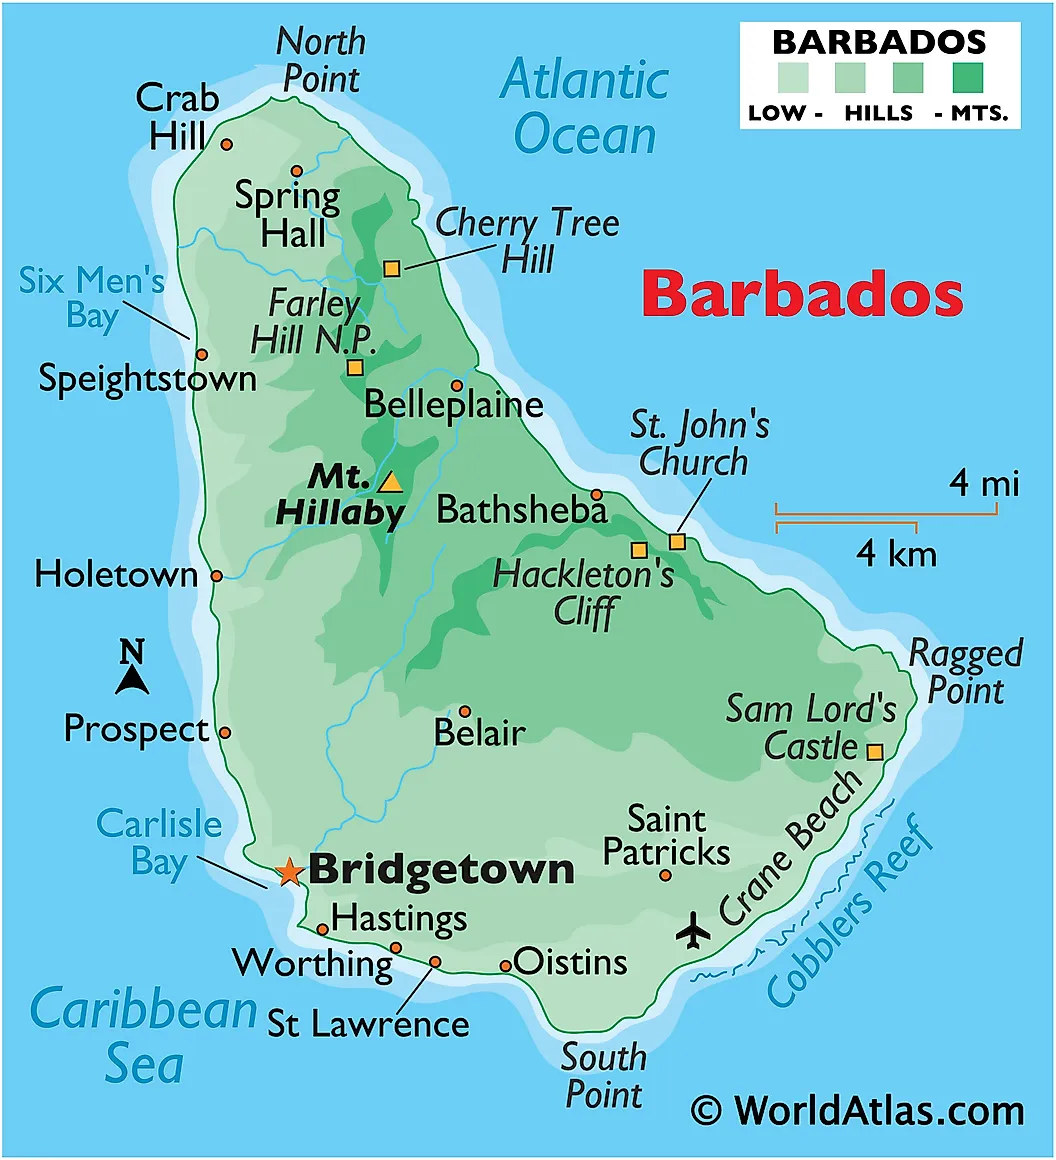 North
Point
Atlantic
Ocean
BARBADOS
LOW - HILLS - MTS.
Crab
Hill
Spring
Hall
Cherry Tree
Hill
Six Men's
Bay
Barbados
Farley
Hill N.P.
Speightstown
Belleplaine
St. John's
Church
Mt.
Hillaby
Bathsheba
4 mi
4 km
Holetown
Hackleton's
Cliff
N
Ragged
Point
Prospect
Belair
Sam Lord's
Castle
Carlisle
Bay
Saint
Patricks
Crane Beach
Cobblers Reef
Bridgetown
Hastings
Worthing
Oistins
Caribbean
Sea
St Lawrence
South
Point
© WorldAtlas.com